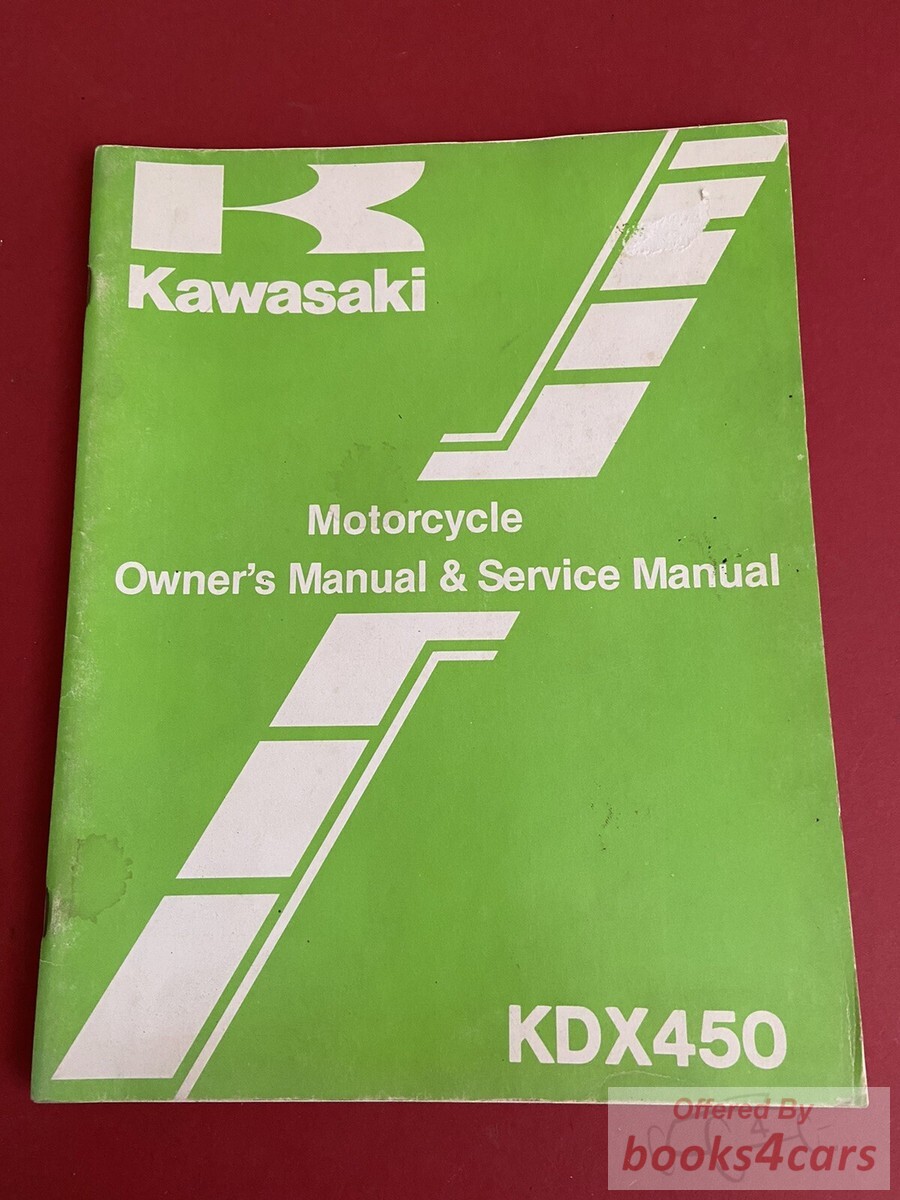 Kawasaki
Motorcycle
Owner's Manual & Service Manual
KDX450
Offered By
books4cars